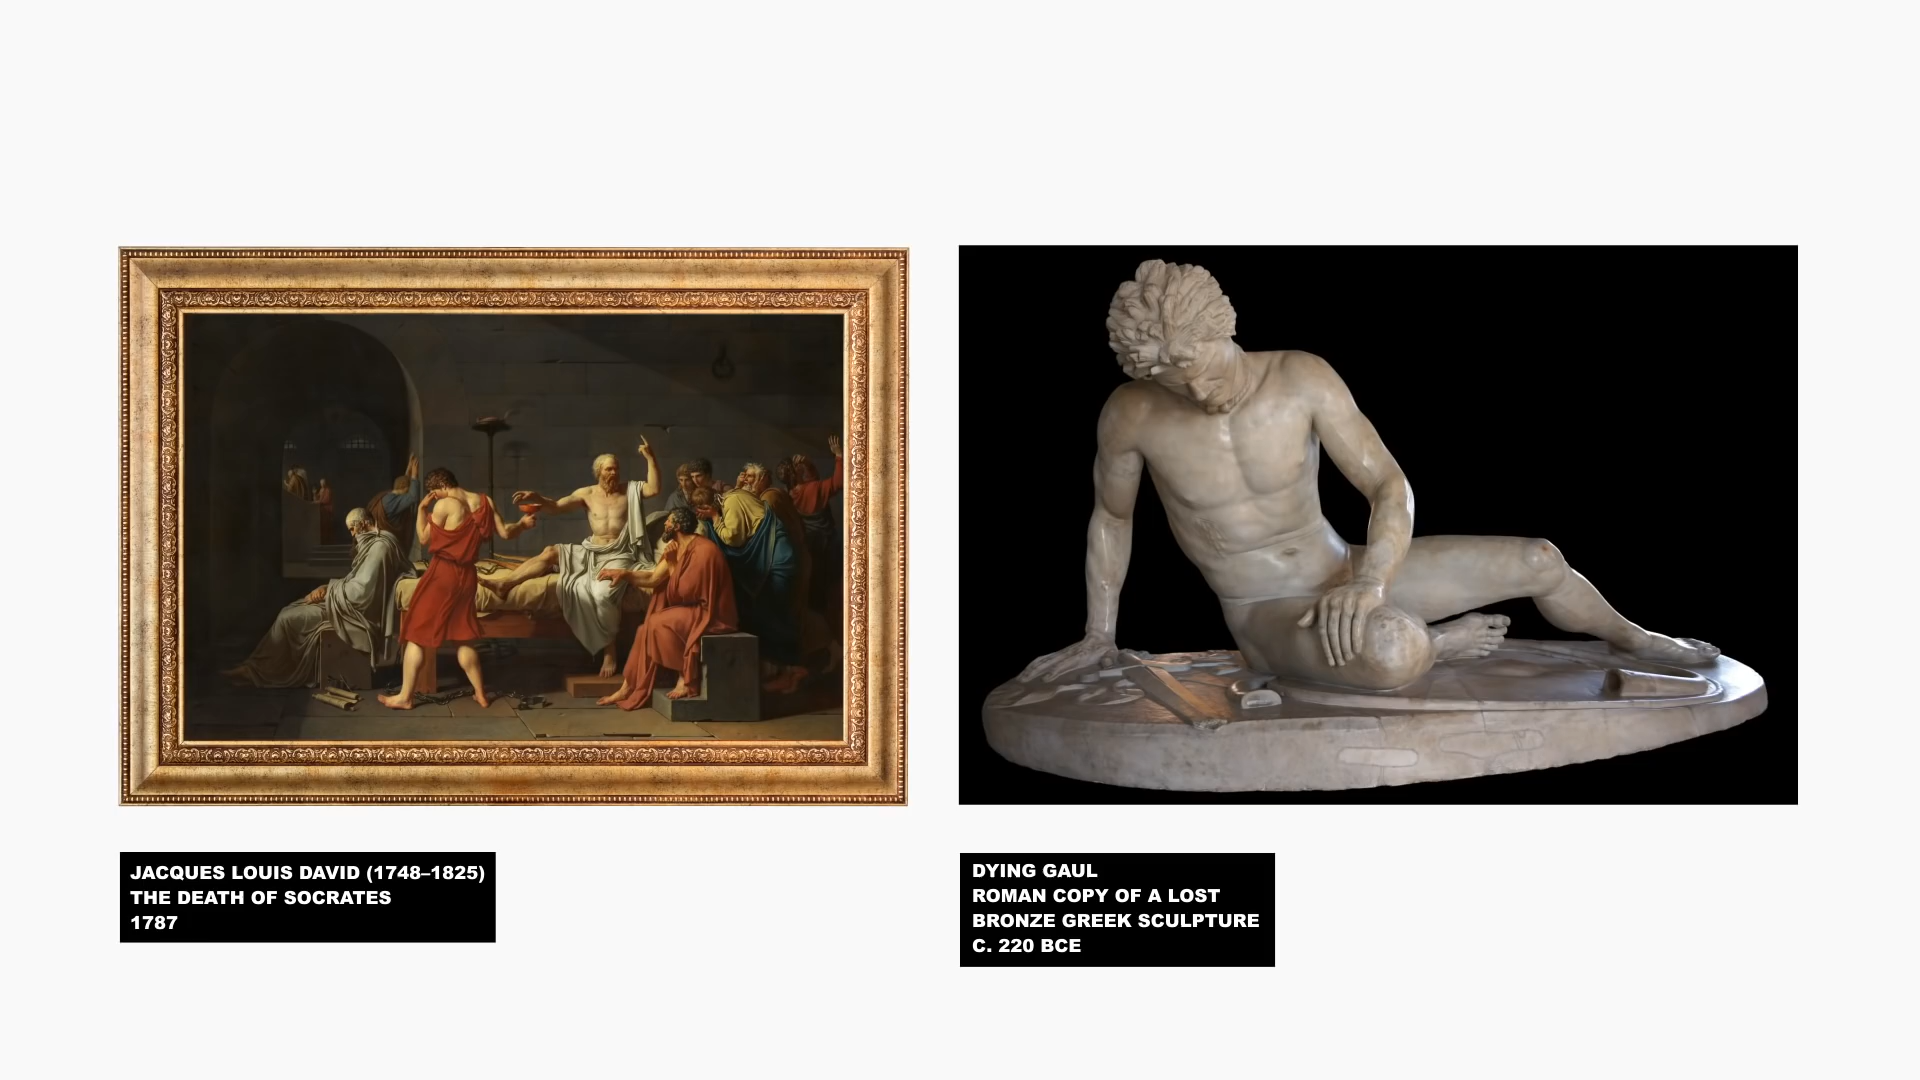 JACQUES LOUIS DAVID (1748–1825)
THE DEATH OF SOCRATES
1787
DYING GAUL
ROMAN COPY OF A LOST
BRONZE GREEK SCULPTURE
C. 220 BCE